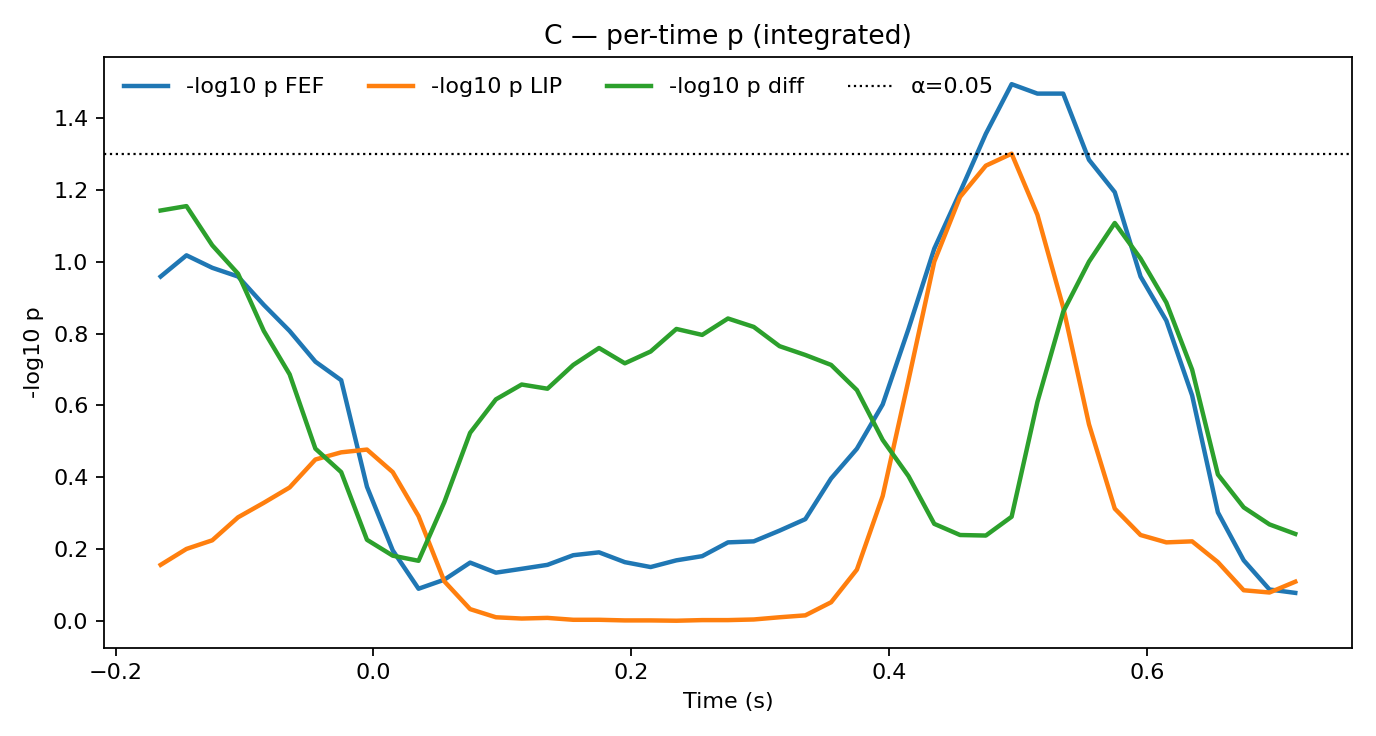 C — per-time p (integrated)
-log10 p FEF -log10 p LIP -log10 p diff α=0.05
-log10 p
1.4
1.2
1.0
0.8
0.6
0.4
0.2
0.0
−0.2 0.0 0.2 0.4 0.6
Time (s)